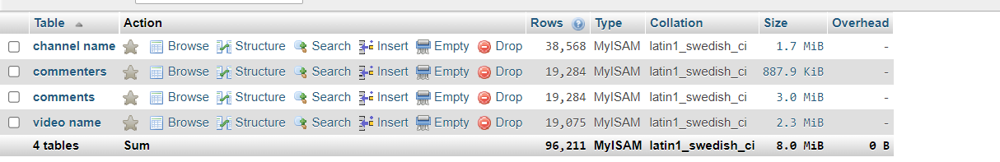 Table Action Rows Type Collation Size Overhead
channel name Browse Structure Search Insert Empty Drop 38,568 MyISAM latin1_swedish_ci 1.7 MiB -
commenters Browse Structure Search Insert Empty Drop 19,284 MyISAM latin1_swedish_ci 887.9 KiB -
comments Browse Structure Search Insert Empty Drop 19,284 MyISAM latin1_swedish_ci 3.0 MiB -
video name Browse Structure Search Insert Empty Drop 19,075 MyISAM latin1_swedish_ci 2.3 MiB -
4 tables Sum 96,211 MyISAM latin1_swedish_ci 8.0 MiB 0 B